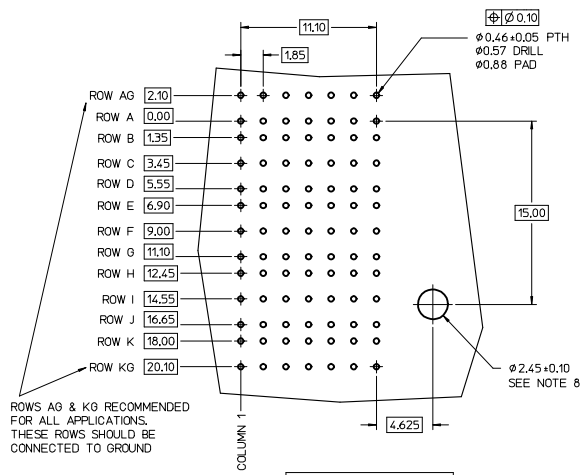 ⌖ Ø 0.10
11.10
Ø0.46±0.05 PTH
Ø0.57 DRILL
Ø0.88 PAD
1.85
ROW AG 2.10
ROW A 0.00
ROW B 1.35
ROW C 3.45
ROW D 5.55
ROW E 6.90
15.00
ROW F 9.00
ROW G 11.10
ROW H 12.45
ROW I 14.55
ROW J 16.65
ROW K 18.00
ROW KG 20.10
Ø2.45±0.10
SEE NOTE 8
ROWS AG & KG RECOMMENDED
FOR ALL APPLICATIONS.
THESE ROWS SHOULD BE
CONNECTED TO GROUND
COLUMN 1
4.625